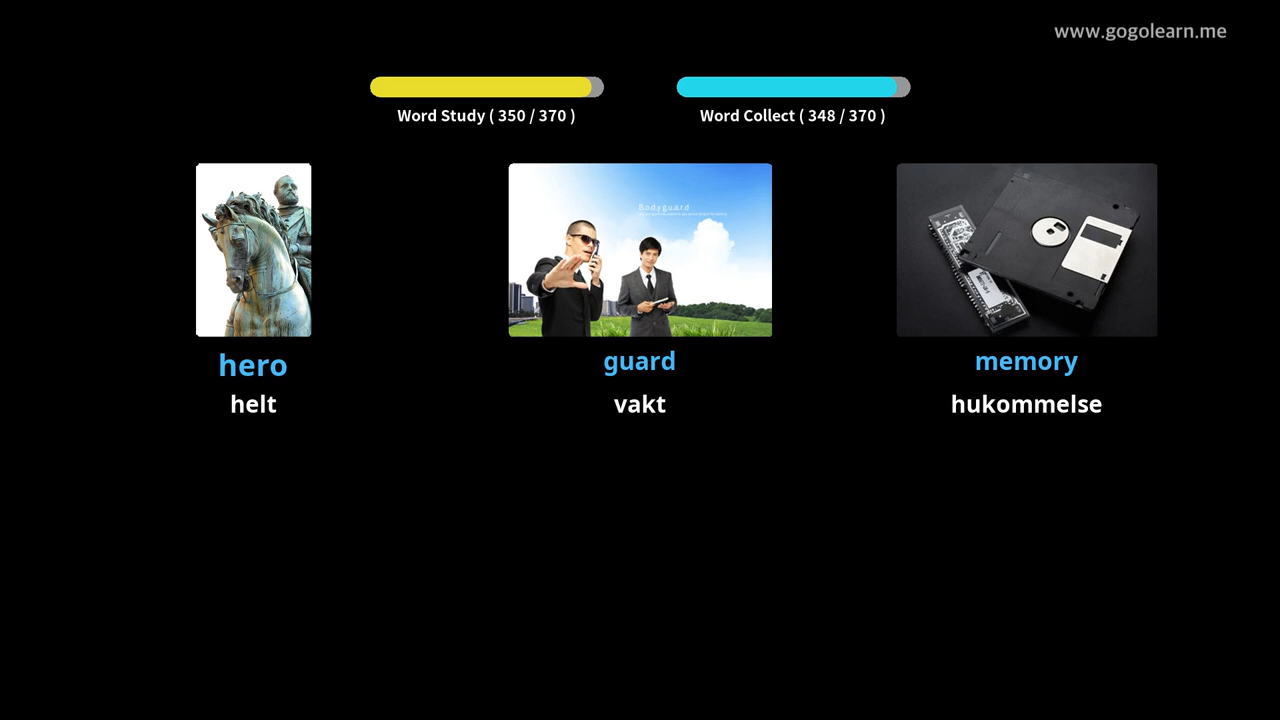 www.gogolearn.me
Word Study ( 350 / 370 )
Word Collect ( 348 / 370 )
Bodyguard
hero
guard
memory
helt
vakt
hukommelse